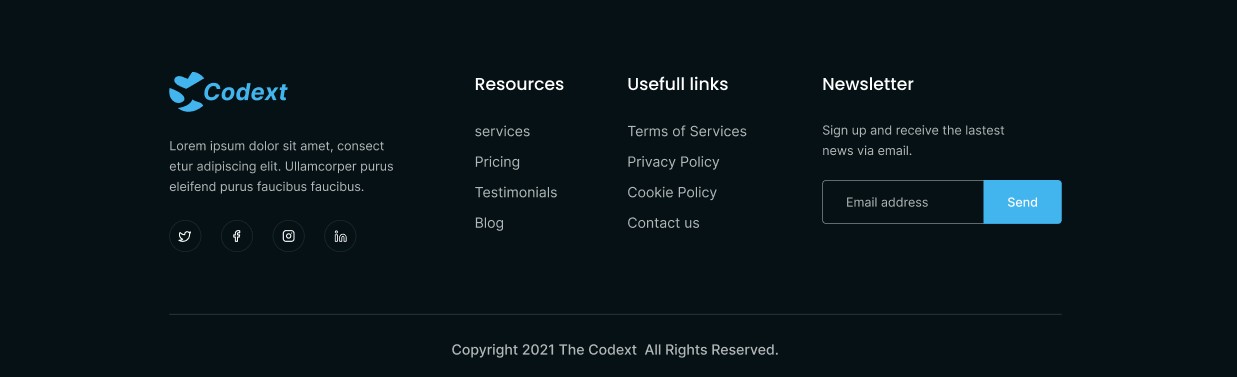 Codext
Lorem ipsum dolor sit amet, consect
etur adipiscing elit. Ullamcorper purus
eleifend purus faucibus faucibus.
Resources
services
Pricing
Testimonials
Blog
Usefull links
Terms of Services
Privacy Policy
Cookie Policy
Contact us
Newsletter
Sign up and receive the lastest
news via email.
Email address
Send
Copyright 2021 The Codext  All Rights Reserved.